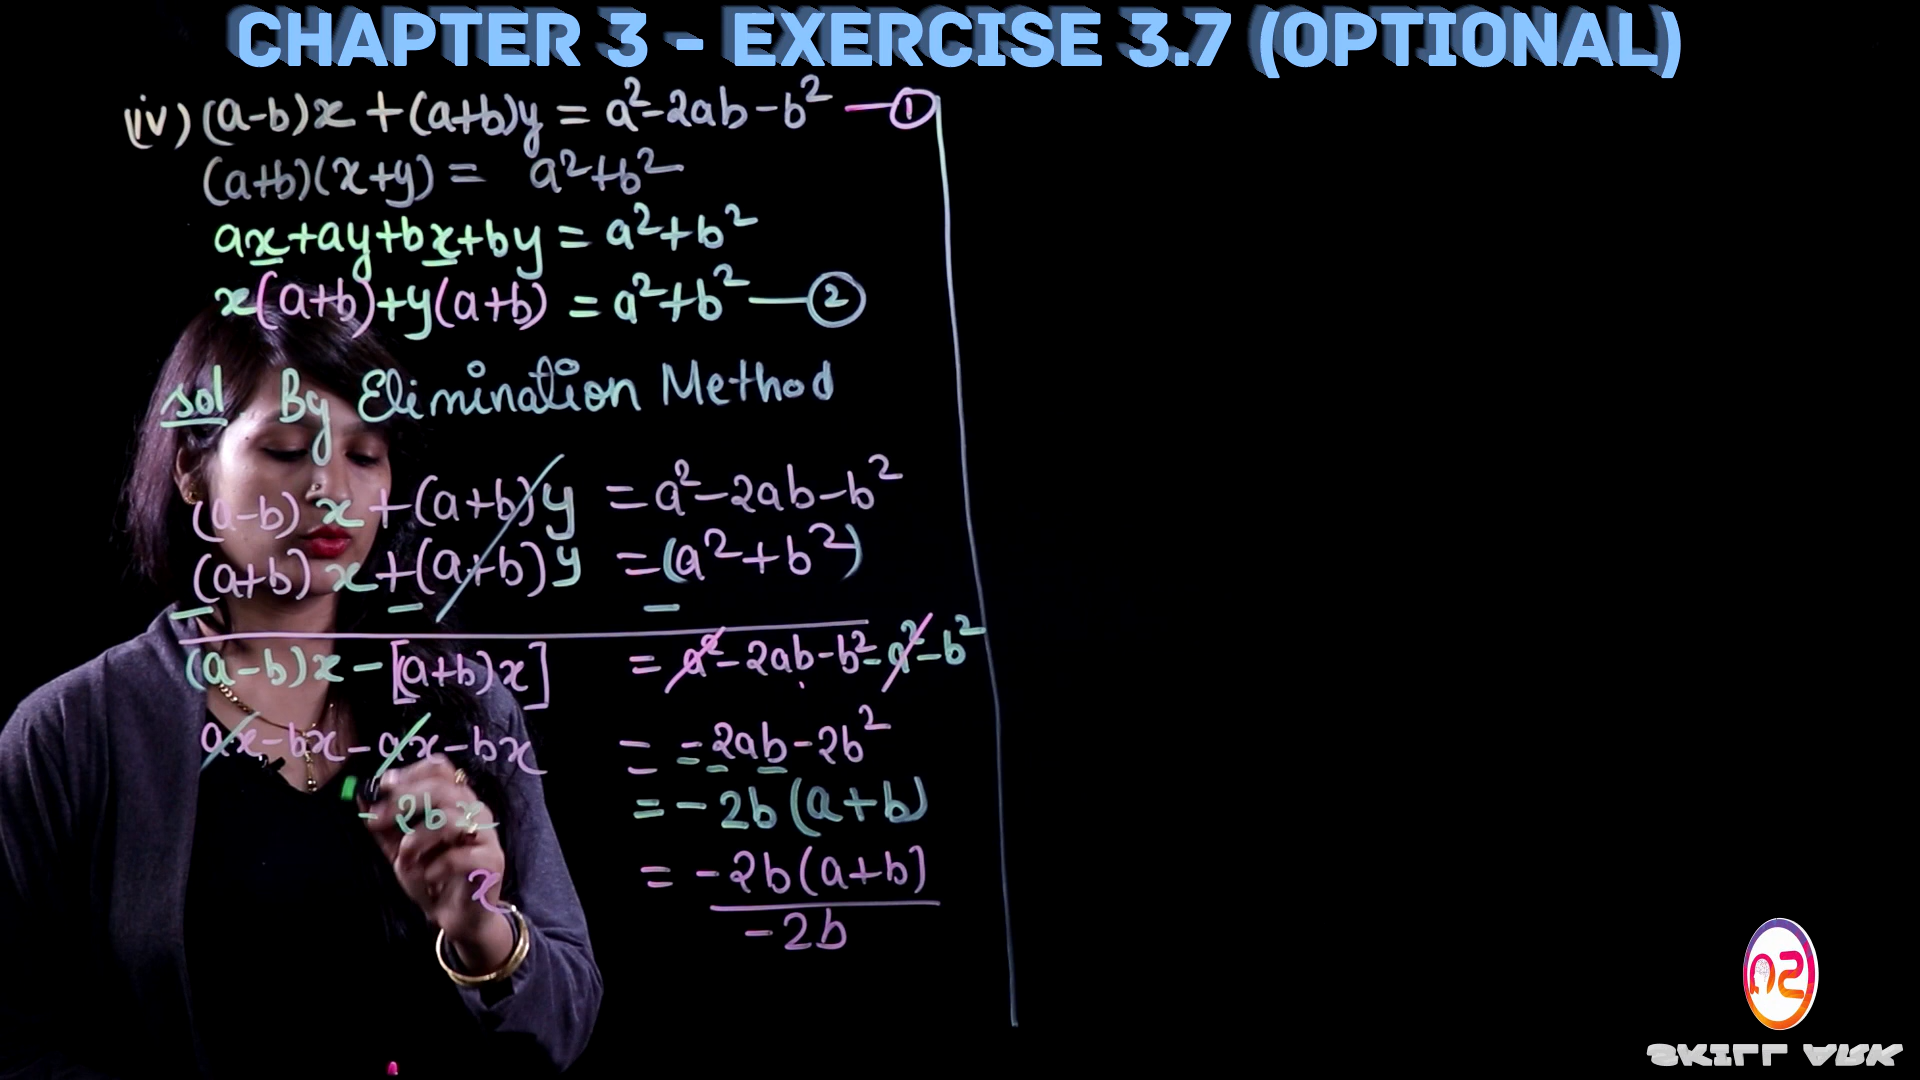 CHAPTER 3 - EXERCISE 3.7 (OPTIONAL)
(iv) (a-b)x + (a+b)y = a²-2ab-b² — ①
(a+b)(x+y) = a²+b²
ax+ay+bx+by = a²+b²
x(a+b)+y(a+b) = a²+b² — ②
sol. By Elimination Method
(a-b) x + (a+b) y = a²-2ab-b²
(a+b) x + (a+b) y = (a²+b²)
(a-b)x - [(a+b)x] = a²-2ab-b²-a²-b²
ax-bx-ax-bx = -2ab-2b²
-2bx = -2b(a+b)
x = -2b(a+b)
-2b